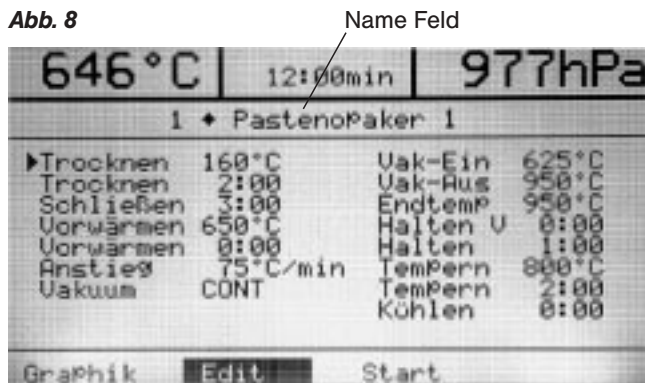 Abb. 8
Name Feld
646°C 12:00min 977hPa
1 ♦ Pastenopaker 1
▶Trocknen 160°C Vak-Ein 625°C
Trocknen 2:00 Vak-Aus 950°C
Schließen 3:00 Endtemp 950°C
Vorwärmen 650°C Halten V 0:00
Vorwärmen 0:00 Halten 1:00
Anstieg 75°C/min Tempern 800°C
Vakuum CONT Tempern 2:00
Köhlen 0:00
Graphik Edit Start